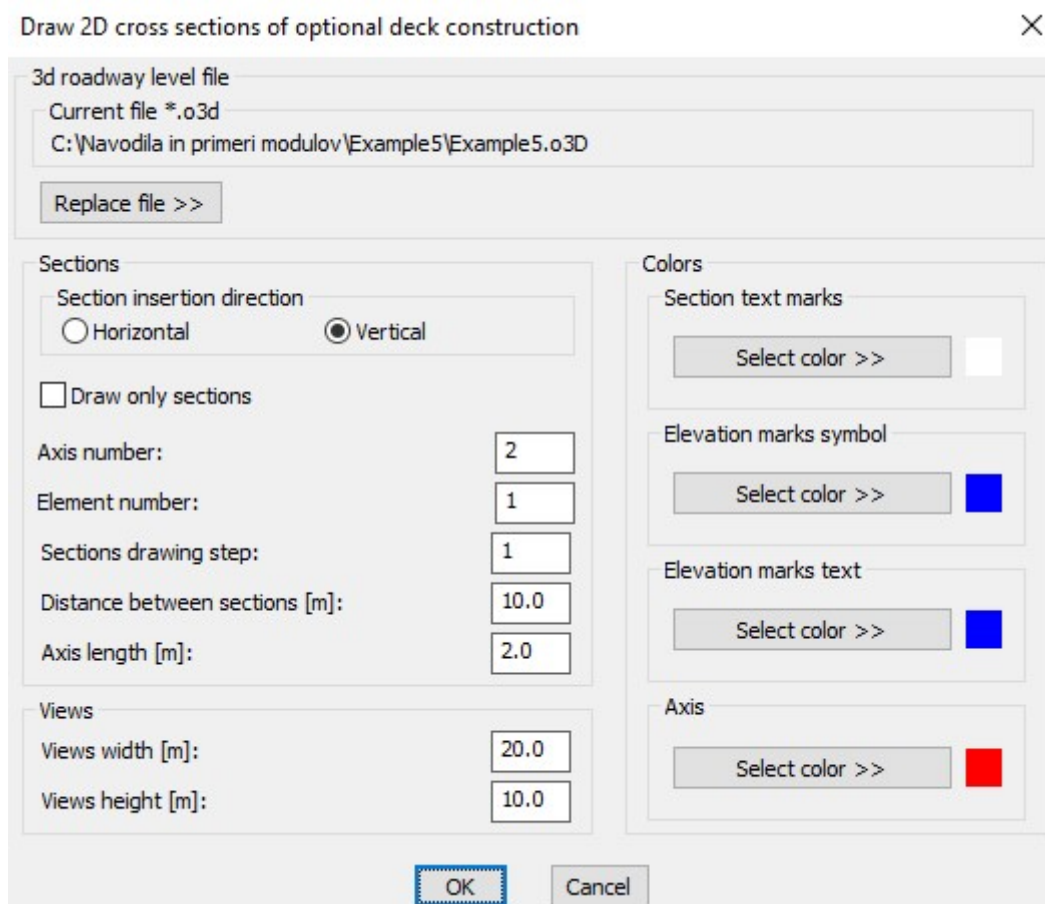 Draw 2D cross sections of optional deck construction
3d roadway level file
Current file *.o3d
C:\Navodila in primeri modulov\Example5\Example5.o3D
Replace file >>
Sections
Section insertion direction
Horizontal
Vertical
Draw only sections
Axis number: 2
Element number: 1
Sections drawing step: 1
Distance between sections [m]: 10.0
Axis length [m]: 2.0
Views
Views width [m]: 20.0
Views height [m]: 10.0
Colors
Section text marks
Select color >>
Elevation marks symbol
Select color >>
Elevation marks text
Select color >>
Axis
Select color >>
OK
Cancel